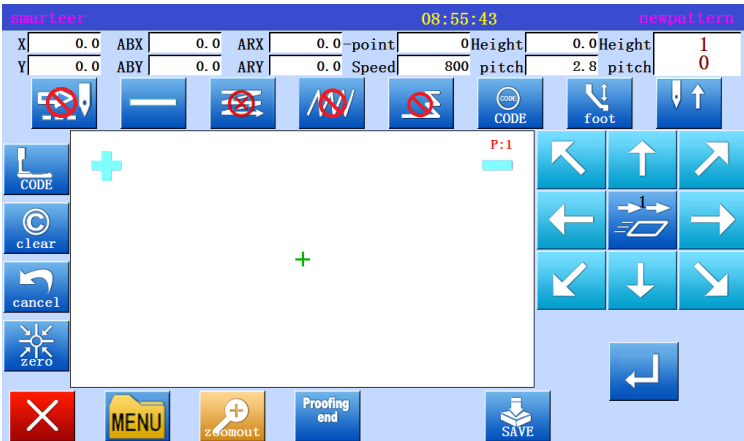 smarteer 08:55:43 newpattern
X 0.0 ABX 0.0 ARX 0.0 -point 0 Height 0.0 Height 1
Y 0.0 ABY 0.0 ARY 0.0 Speed 800 pitch 2.8 pitch 0
CODE
CODE foot
P:1
CODE
1
©
clear
cancel
zero
MENU
zoomout
Proofing
end
SAVE